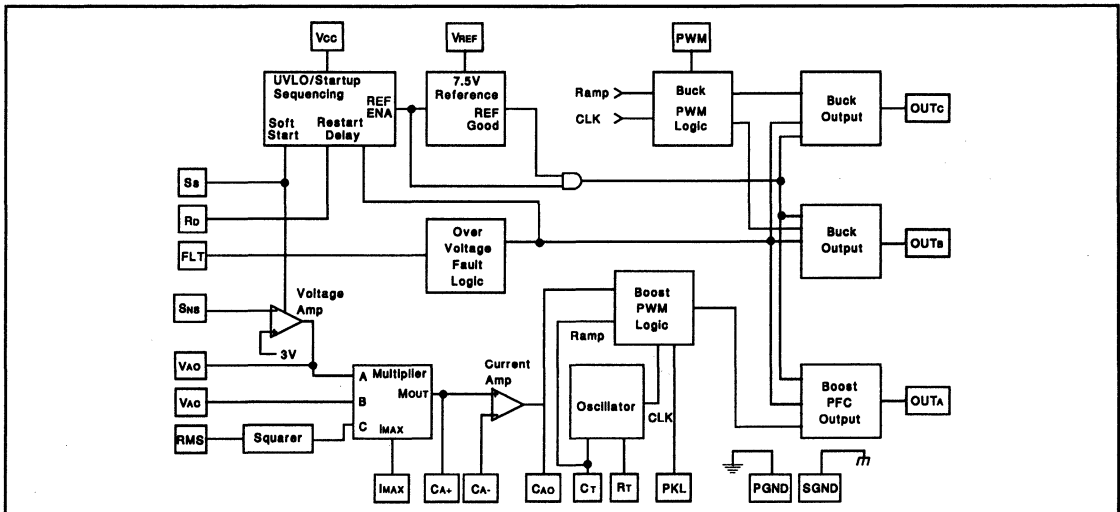 VCC
VREF
PWM
UVLO/Startup
Sequencing
REF
ENA
Soft
Start
Restart
Delay
7.5V
Reference
REF
Good
Ramp
CLK
Buck
PWM
Logic
Buck
Output
OUTC
SS
RD
FLT
Over
Voltage
Fault
Logic
Buck
Output
OUTB
SNS
Voltage
Amp
3V
Boost
PWM
Logic
Ramp
VAO
VAC
RMS
Squarer
A
Multiplier
MOUT
B
C
IMAX
Current
Amp
Oscillator
CLK
Boost
PFC
Output
OUTA
IMAX
CA+
CA-
CAO
CT
RT
PKL
PGND
SGND